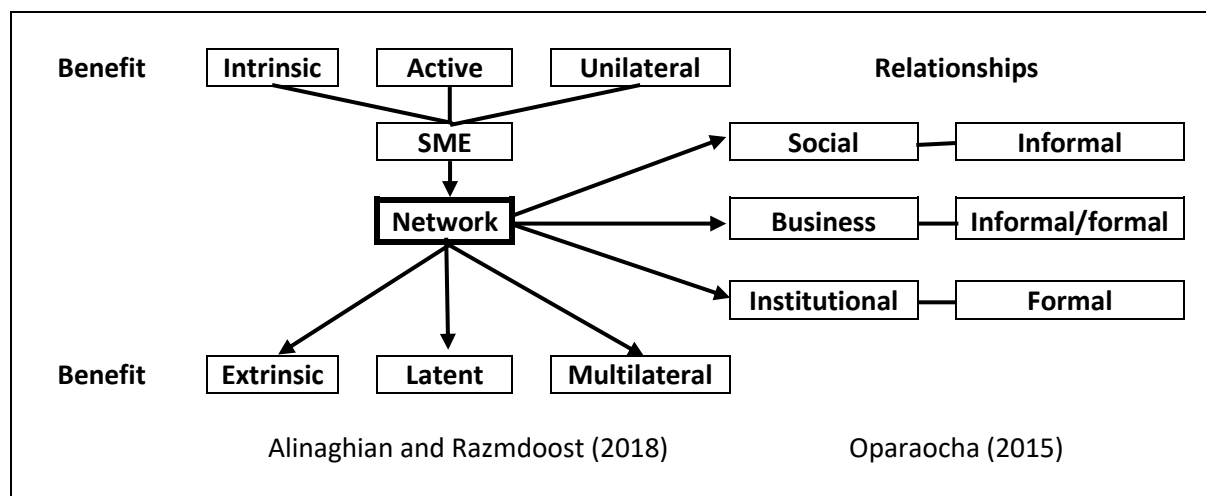 Benefit Intrinsic Active Unilateral Relationships
SME Social Informal
Network Business Informal/formal
Institutional Formal
Benefit Extrinsic Latent Multilateral
Alinaghian and Razmdoost (2018) Oparaocha (2015)